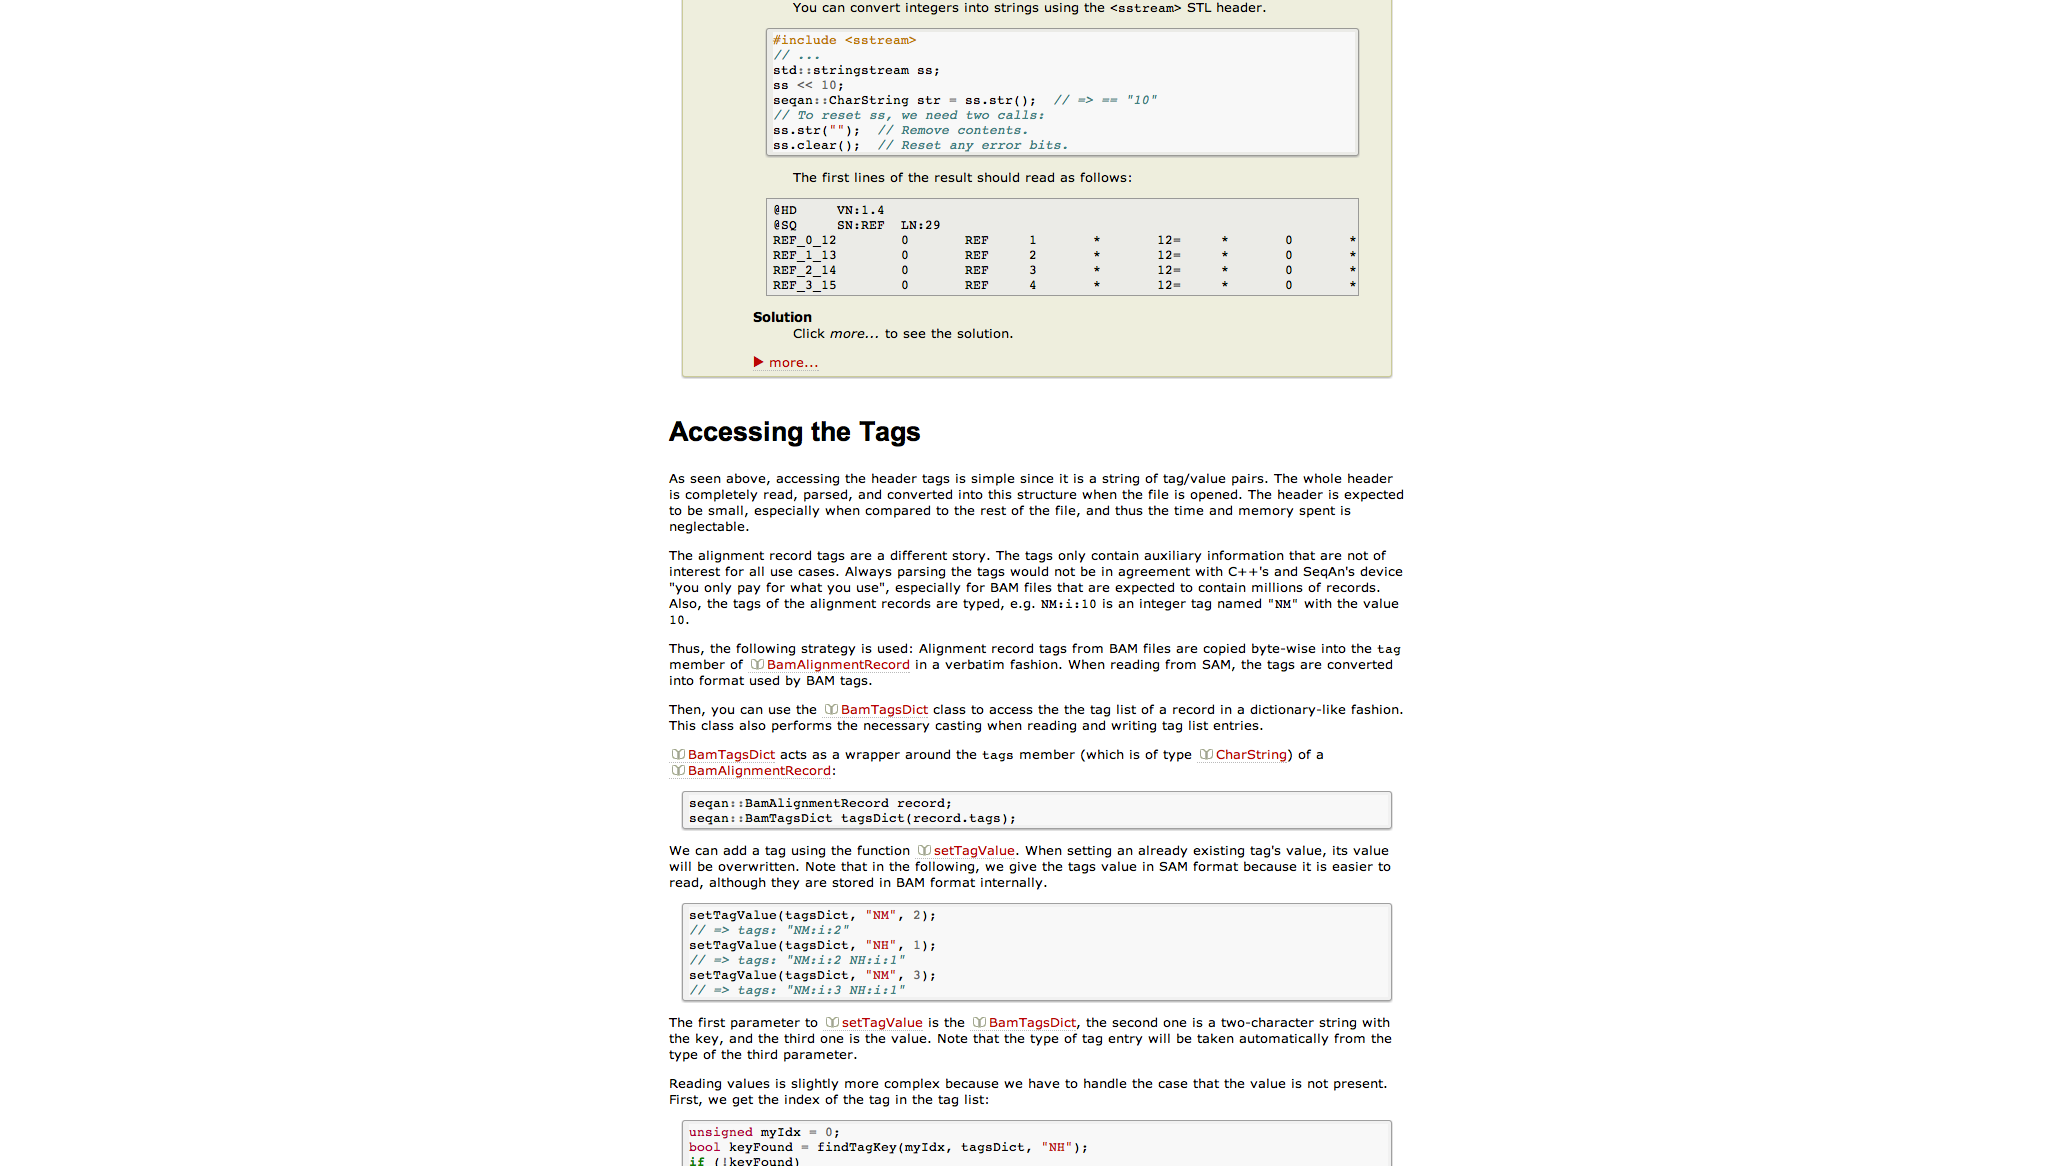 You can convert integers into strings using the <sstream> STL header.
#include <sstream>
// ...
std::stringstream ss;
ss << 10;
seqan::CharString str = ss.str();  // => == "10"
// To reset ss, we need two calls:
ss.str("");  // Remove contents.
ss.clear();  // Reset any error bits.
The first lines of the result should read as follows:
@HD     VN:1.4
@SQ     SN:REF  LN:29
REF_0_12        0       REF     1       *       12=     *       0       *
REF_1_13        0       REF     2       *       12=     *       0       *
REF_2_14        0       REF     3       *       12=     *       0       *
REF_3_15        0       REF     4       *       12=     *       0       *
Solution
Click more... to see the solution.
more...
Accessing the Tags
As seen above, accessing the header tags is simple since it is a string of tag/value pairs. The whole header
is completely read, parsed, and converted into this structure when the file is opened. The header is expected
to be small, especially when compared to the rest of the file, and thus the time and memory spent is
neglectable.
The alignment record tags are a different story. The tags only contain auxiliary information that are not of
interest for all use cases. Always parsing the tags would not be in agreement with C++'s and SeqAn's device
"you only pay for what you use", especially for BAM files that are expected to contain millions of records.
Also, the tags of the alignment records are typed, e.g. NM:i:10 is an integer tag named "NM" with the value
10.
Thus, the following strategy is used: Alignment record tags from BAM files are copied byte-wise into the tag
member of BamAlignmentRecord in a verbatim fashion. When reading from SAM, the tags are converted
into format used by BAM tags.
Then, you can use the BamTagsDict class to access the the tag list of a record in a dictionary-like fashion.
This class also performs the necessary casting when reading and writing tag list entries.
BamTagsDict acts as a wrapper around the tags member (which is of type CharString) of a
BamAlignmentRecord:
seqan::BamAlignmentRecord record;
seqan::BamTagsDict tagsDict(record.tags);
We can add a tag using the function setTagValue. When setting an already existing tag's value, its value
will be overwritten. Note that in the following, we give the tags value in SAM format because it is easier to
read, although they are stored in BAM format internally.
setTagValue(tagsDict, "NM", 2);
// => tags: "NM:i:2"
setTagValue(tagsDict, "NH", 1);
// => tags: "NM:i:2 NH:i:1"
setTagValue(tagsDict, "NM", 3);
// => tags: "NM:i:3 NH:i:1"
The first parameter to setTagValue is the BamTagsDict, the second one is a two-character string with
the key, and the third one is the value. Note that the type of tag entry will be taken automatically from the
type of the third parameter.
Reading values is slightly more complex because we have to handle the case that the value is not present.
First, we get the index of the tag in the tag list:
unsigned myIdx = 0;
bool keyFound = findTagKey(myIdx, tagsDict, "NH");
if (!keyFound)